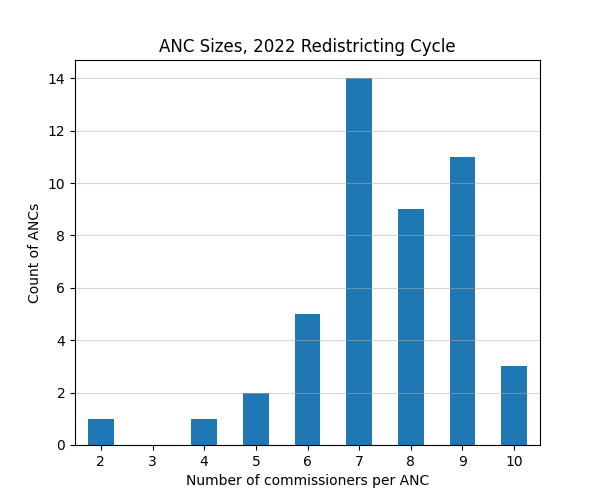 ANC Sizes, 2022 Redistricting Cycle
Count of ANCs
14
12
10
8
6
4
2
0
2 3 4 5 6 7 8 9 10
Number of commissioners per ANC